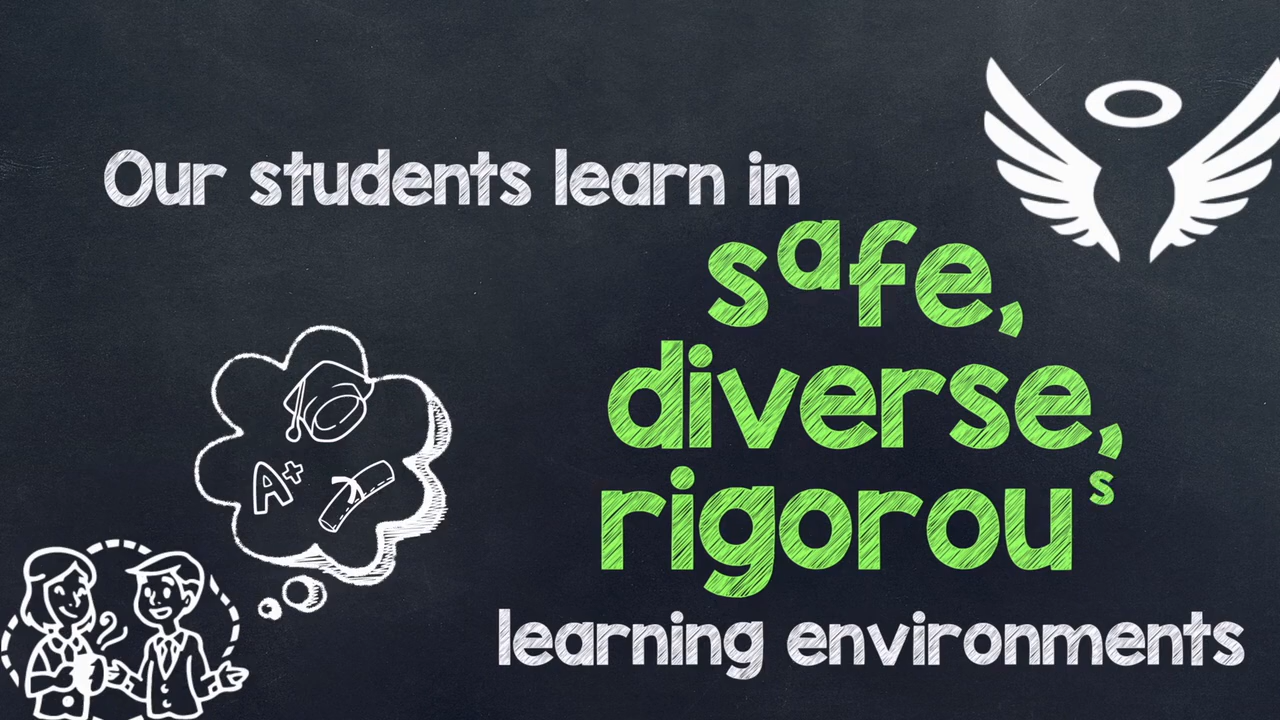 Our students learn in
safe,
diverse,
rigorous
learning environments
A+